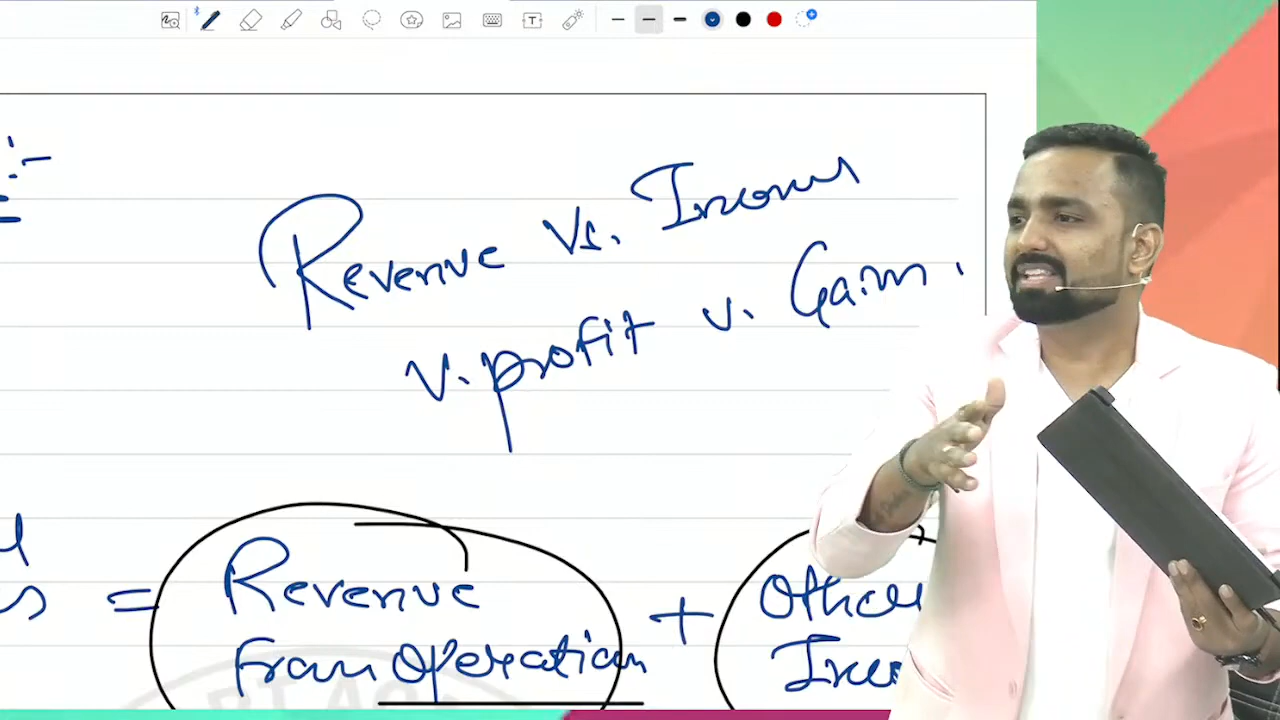 Revenue Vs. Income
v. profit v. Gain.
= Revenue + Other
from Operation